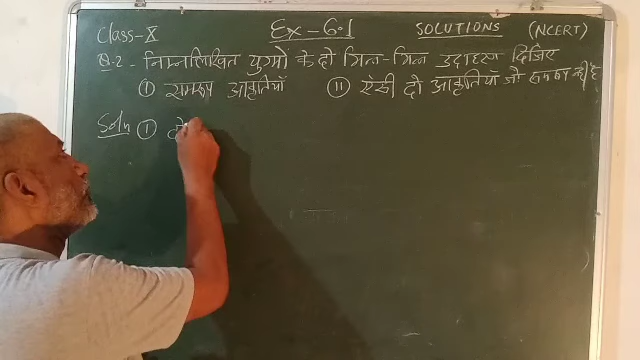 Class-X Ex-6.1 SOLUTIONS (NCERT)
Q.2- निम्नलिखित युग्मों के दो भिन्न-भिन्न उदाहरण दिजिए
(I) समरूप आकृतियाँ (II) ऐसी दो आकृतियाँ जो समरूप नहीं है
Soln (I) दो